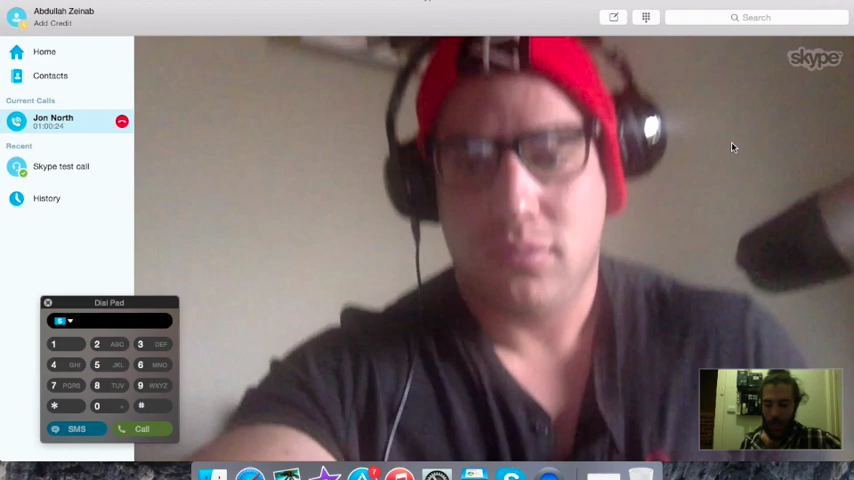 Abdullah Zeinab
Add Credit
Search
Home
Contacts
Current Calls
Jon North
01:00:24
Recent
Skype test call
History
skype
Dial Pad
S
1
2 ABC
3 DEF
4 GHI
5 JKL
6 MNO
7 PQRS
8 TUV
9 WXYZ
*
0 +
#
SMS
Call
7